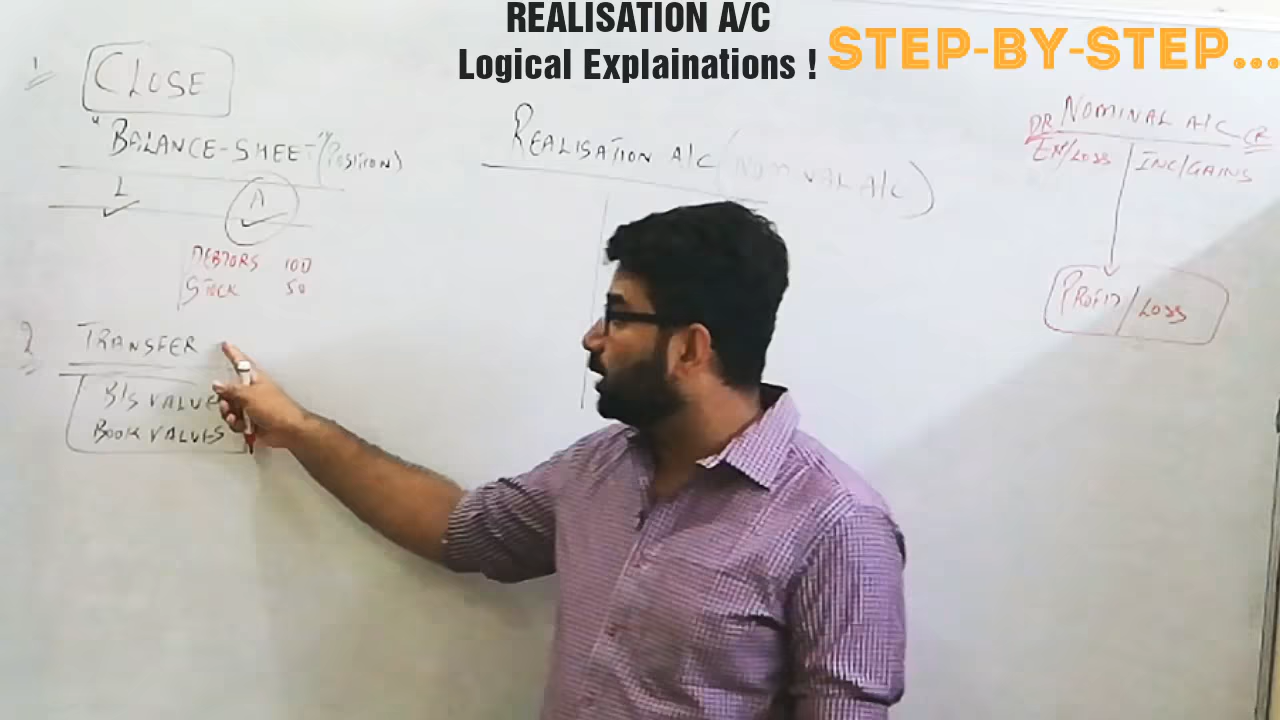 REALISATION A/C
Logical Explainations !
STEP-BY-STEP...
1
CLOSE
"BALANCE-SHEET" (POSITION)
L A
DEBTORS 100
STOCK 50
2 TRANSFER
B/S VALUE
BOOK VALUES
REALISATION A/C (NOMINAL A/C)
NOMINAL A/C
DR CR
EXP/LOSS INC/GAINS
PROFIT/LOSS